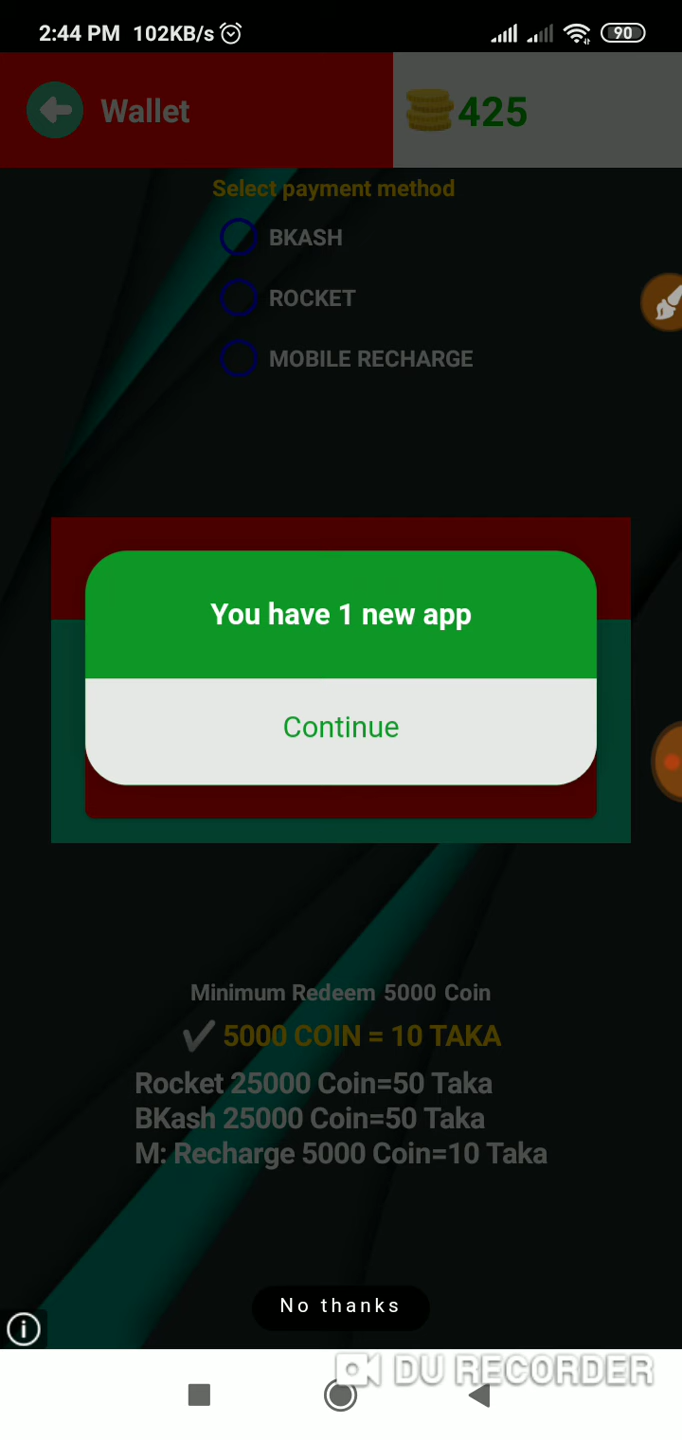 2:44 PM 102KB/s 90
Wallet
425
Select payment method
BKASH
ROCKET
MOBILE RECHARGE
You have 1 new app
Continue
Minimum Redeem 5000 Coin
✔ 5000 COIN = 10 TAKA
Rocket 25000 Coin=50 Taka
BKash 25000 Coin=50 Taka
M: Recharge 5000 Coin=10 Taka
No thanks
DU RECORDER